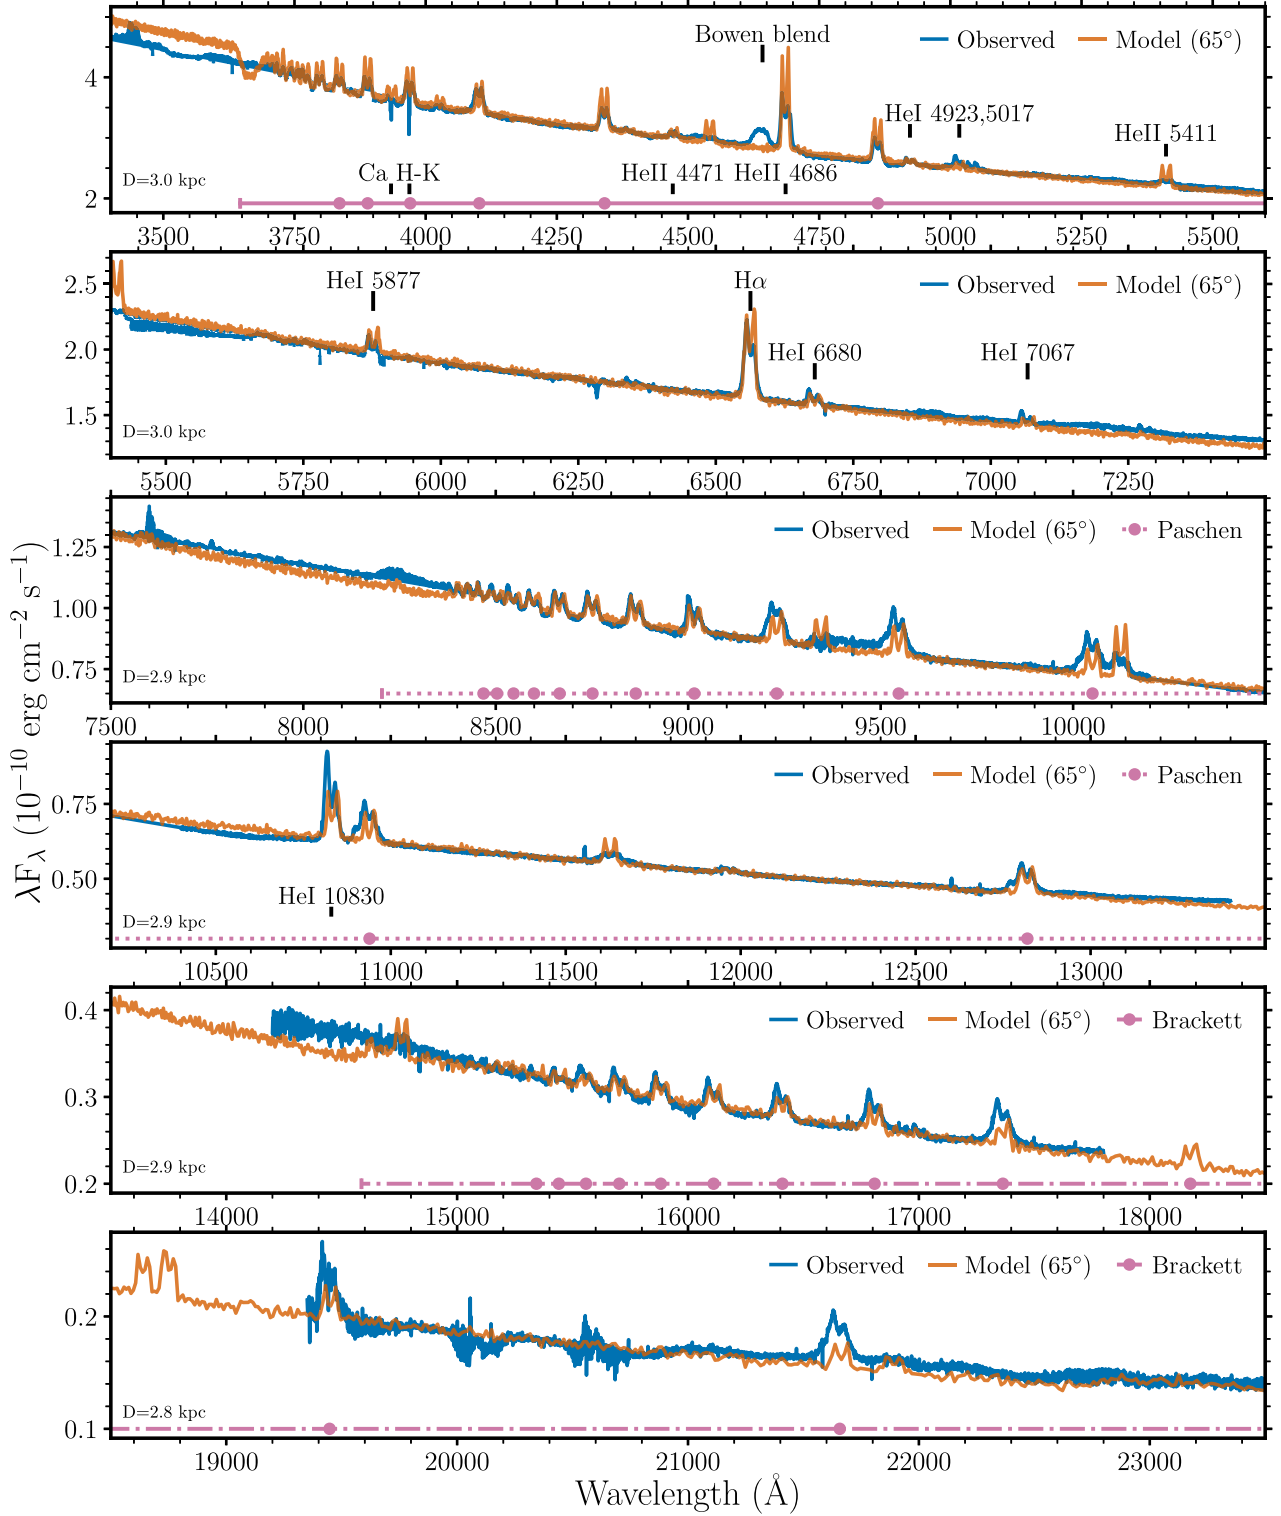 Bowen blend
Observed Model (65°)
HeI 4923,5017
HeII 5411
4
D=3.0 kpc
Ca H-K
HeII 4471 HeII 4686
2
3500 3750 4000 4250 4500 4750 5000 5250 5500
HeI 5877
Hα
Observed Model (65°)
2.5
HeI 6680
HeI 7067
2.0
1.5
D=3.0 kpc
5500 5750 6000 6250 6500 6750 7000 7250
Observed Model (65°) Paschen
1.25
1.00
0.75
D=2.9 kpc
7500 8000 8500 9000 9500 10000
Observed Model (65°) Paschen
0.75
0.50
HeI 10830
D=2.9 kpc
10500 11000 11500 12000 12500 13000
λFλ (10−10 erg cm−2 s−1)
Observed Model (65°) Brackett
0.4
0.3
D=2.9 kpc
0.2
14000 15000 16000 17000 18000
Observed Model (65°) Brackett
0.2
D=2.8 kpc
0.1
19000 20000 21000 22000 23000
Wavelength (Å)